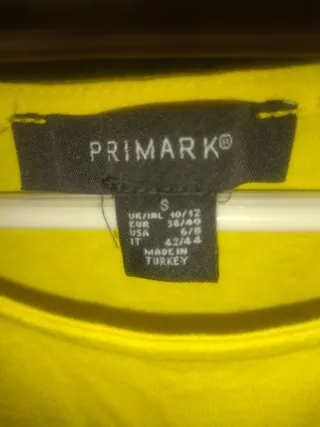 PRIMARK®
S
UK/IRL 10/12
EUR 38/40
USA 6/8
IT 42/44
MADE IN
TURKEY